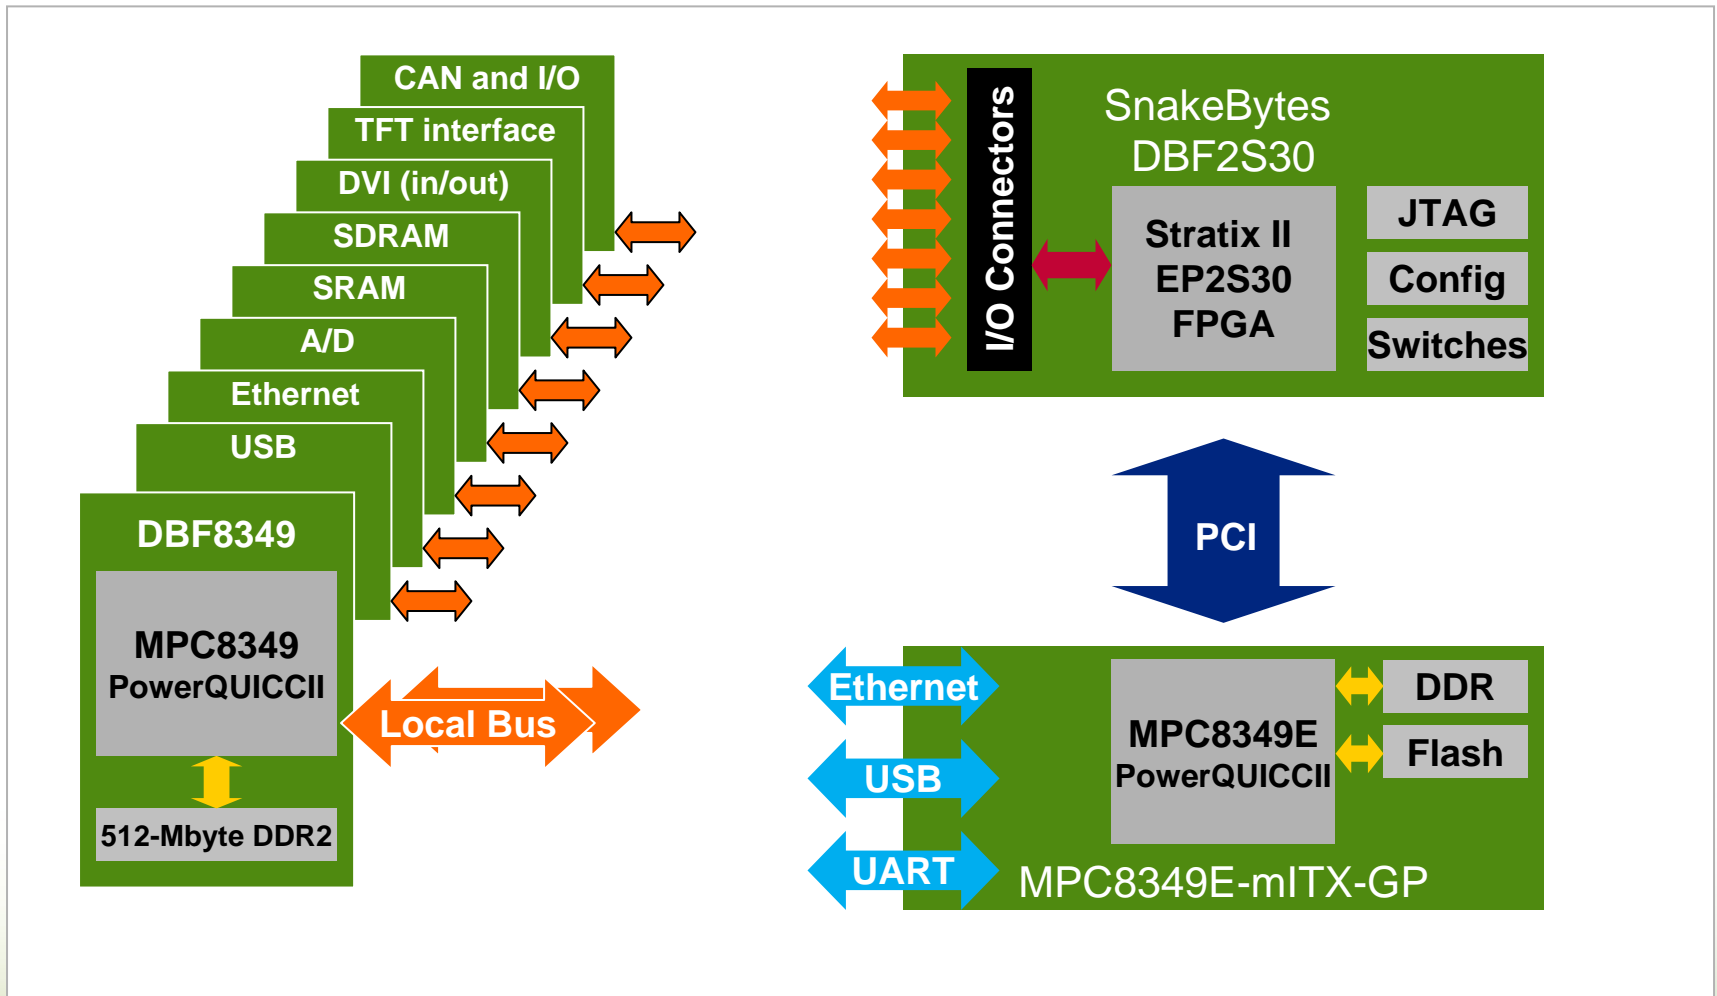 CAN and I/O
TFT interface
DVI (in/out)
SDRAM
SRAM
A/D
Ethernet
USB
DBF8349
MPC8349
PowerQUICCII
512-Mbyte DDR2
Local Bus
I/O Connectors
SnakeBytes
DBF2S30
Stratix II
EP2S30
FPGA
JTAG
Config
Switches
PCI
Ethernet
USB
UART
MPC8349E
PowerQUICCII
DDR
Flash
MPC8349E-mITX-GP